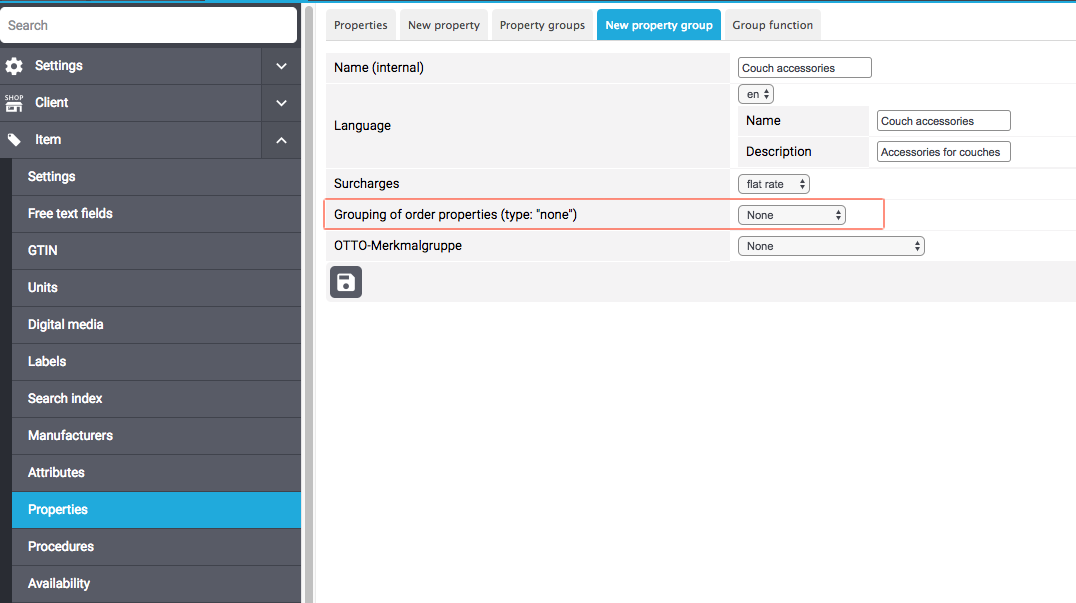 Search
Settings
SHOP
Client
Item
Settings
Free text fields
GTIN
Units
Digital media
Labels
Search index
Manufacturers
Attributes
Properties
Procedures
Availability
Properties
New property
Property groups
New property group
Group function
Name (internal)
Couch accessories
Language
en
Name
Couch accessories
Description
Accessories for couches
Surcharges
flat rate
Grouping of order properties (type: "none")
None
OTTO-Merkmalgruppe
None